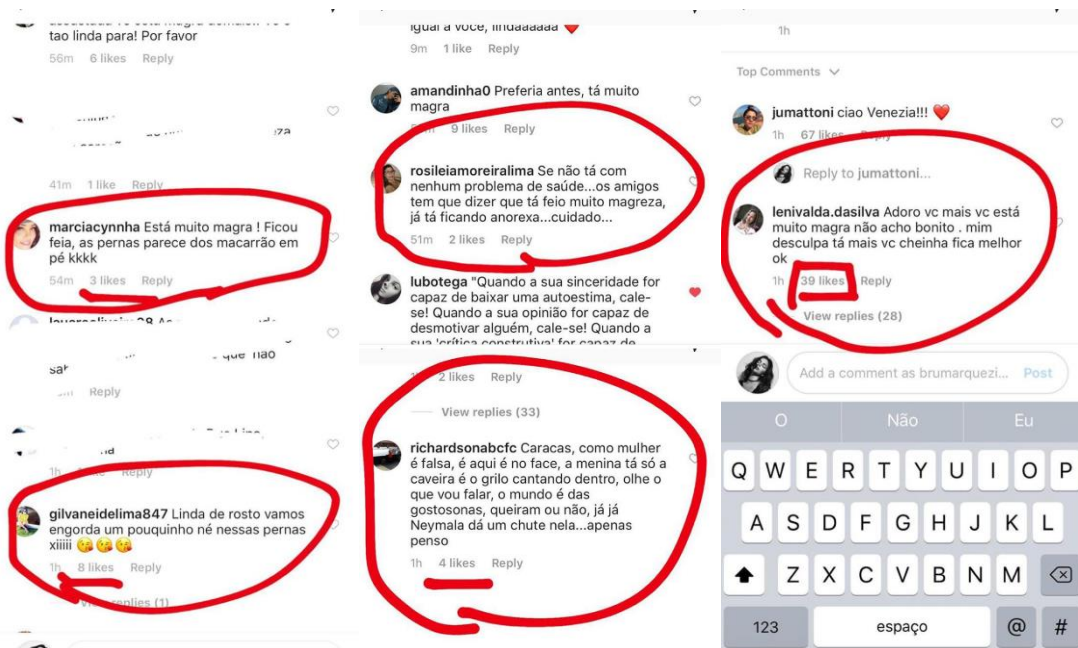 tao linda para! Por favor
56m 6 likes Reply
41m 1 like Reply
marciacynnha Está muito magra ! Ficou
feia, as pernas parece dos macarrão em
pé kkkk
54m 3 likes Reply
Reply
1h Reply
gilvaneidelima847 Linda de rosto vamos
engorda um pouquinho né nessas pernas
xiiiii 😘😘😘
1h 8 likes Reply
View replies (1)
igual a você, lindaaaaaa ❤️
9m 1 like Reply
amandinha0 Preferia antes, tá muito
magra
9 likes Reply
rosileiamoreiralima Se não tá com
nenhum problema de saúde...os amigos
tem que dizer que tá feio muito magreza,
já tá ficando anorexa...cuidado...
51m 2 likes Reply
lubotega "Quando a sua sinceridade for
capaz de baixar uma autoestima, cale-
se! Quando a sua opinião for capaz de
desmotivar alguém, cale-se! Quando a
sua 'crítica construtiva' for capaz de
2 likes Reply
View replies (33)
richardsonabcfc Caracas, como mulher
é falsa, é aqui é no face, a menina tá só a
caveira é o grilo cantando dentro, olhe o
que vou falar, o mundo é das
gostosonas, queiram ou não, já já
Neymala dá um chute nela...apenas
penso
1h 4 likes Reply
1h
Top Comments
jumattoni ciao Venezia!!! ❤️
1h 67 likes Reply
Reply to jumattoni...
lenivalda.dasilva Adoro vc mais vc está
muito magra não acho bonito . mim
desculpa tá mais vc cheinha fica melhor
ok
1h 39 likes Reply
View replies (28)
Add a comment as brumarquezi... Post
O Não Eu
Q W E R T Y U I O P
A S D F G H J K L
Z X C V B N M
123 espaço @ #